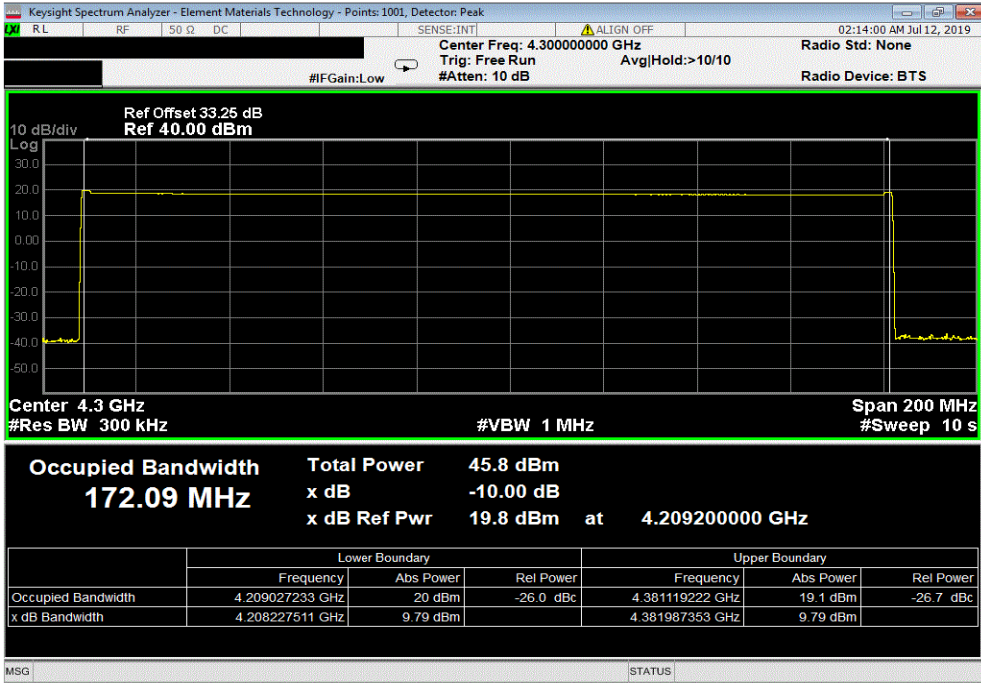 Keysight Spectrum Analyzer - Element Materials Technology - Points: 1001, Detector: Peak
LXI RL RF 50 Ω DC SENSE:INT ALIGN OFF 02:14:00 AM Jul 12, 2019
Center Freq: 4.300000000 GHz Radio Std: None
Trig: Free Run Avg|Hold:>10/10
#IFGain:Low #Atten: 10 dB Radio Device: BTS
Ref Offset 33.25 dB
10 dB/div Ref 40.00 dBm
Log
30.0
20.0
10.0
0.00
-10.0
-20.0
-30.0
-40.0
-50.0
Center 4.3 GHz Span 200 MHz
#Res BW 300 kHz #VBW 1 MHz #Sweep 10 s
Occupied Bandwidth Total Power 45.8 dBm
172.09 MHz x dB -10.00 dB
x dB Ref Pwr 19.8 dBm at 4.209200000 GHz
Lower Boundary Upper Boundary
Frequency Abs Power Rel Power Frequency Abs Power Rel Power
Occupied Bandwidth 4.209027233 GHz 20 dBm -26.0 dBc 4.381119222 GHz 19.1 dBm -26.7 dBc
x dB Bandwidth 4.208227511 GHz 9.79 dBm 4.381987353 GHz 9.79 dBm
MSG STATUS